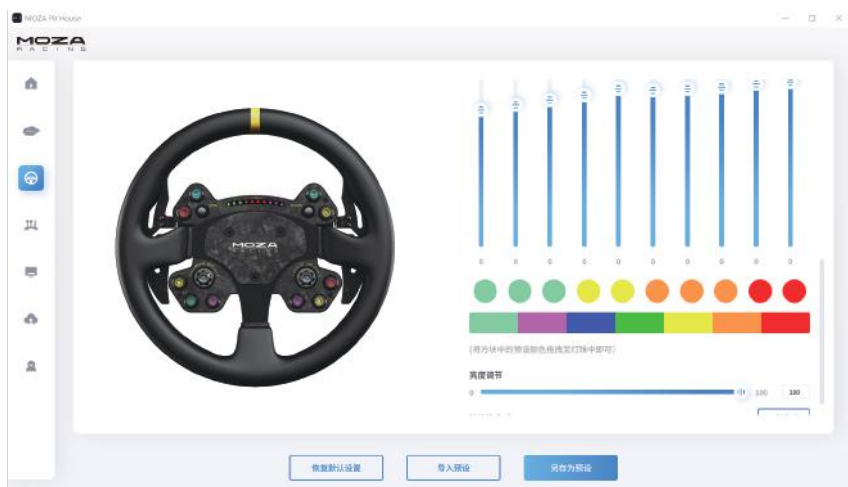 MOZA Pit House
MOZA
RACING
MOZA
0 0 0 0 0 0 0 0 0 0
(将方块中的预设颜色拖拽至灯珠中即可)
亮度调节
0 100 100
恢复默认设置 导入预设 另存为预设